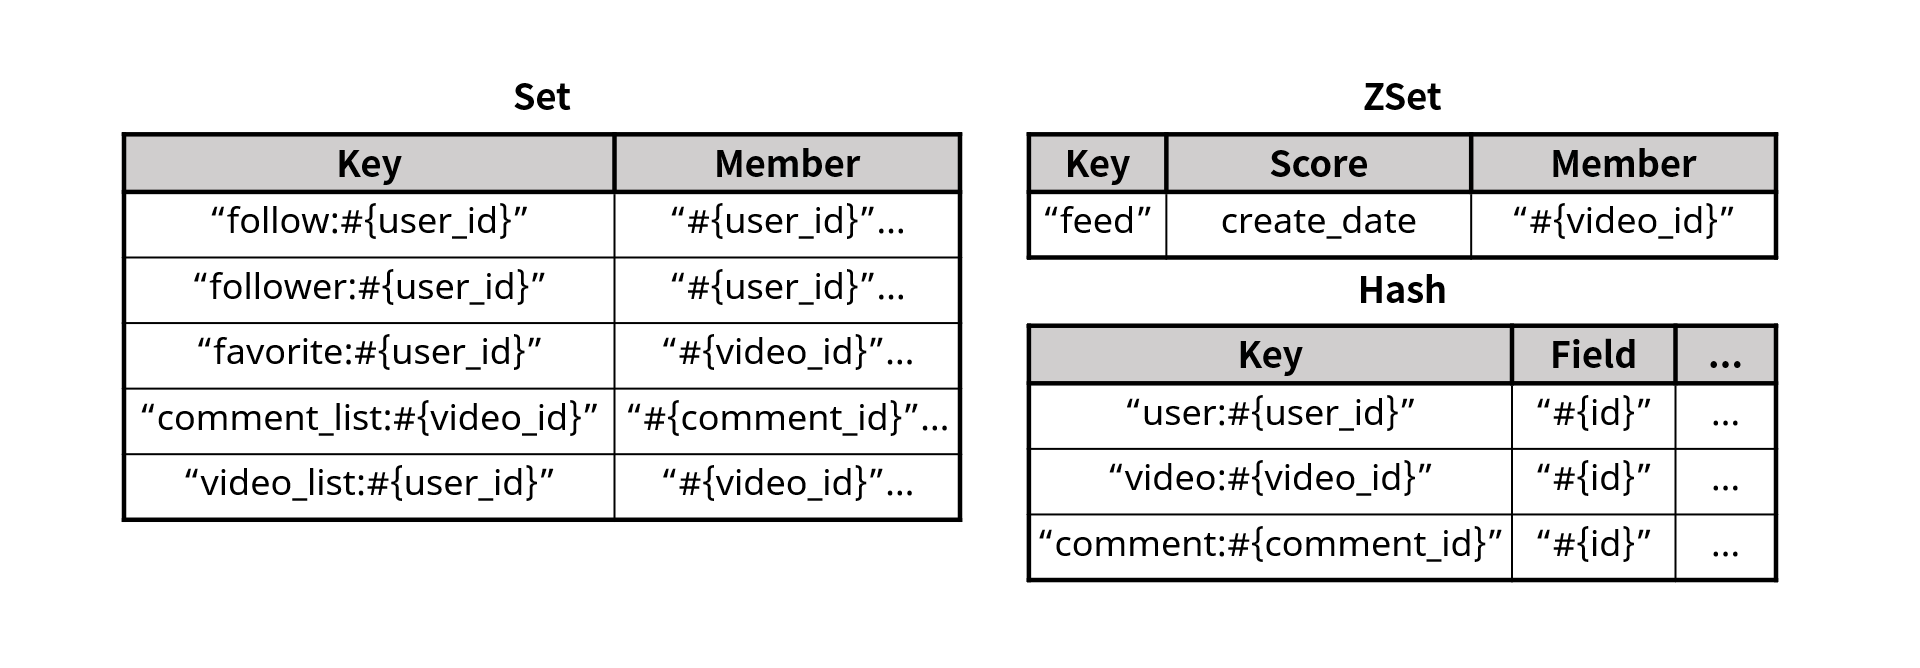 Set
Key Member
“follow:#{user_id}” “#{user_id}”...
“follower:#{user_id}” “#{user_id}”...
“favorite:#{user_id}” “#{video_id}”...
“comment_list:#{video_id}” “#{comment_id}”...
“video_list:#{user_id}” “#{video_id}”...
ZSet
Key Score Member
“feed” create_date “#{video_id}”
Hash
Key Field ...
“user:#{user_id}” “#{id}” ...
“video:#{video_id}” “#{id}” ...
“comment:#{comment_id}” “#{id}” ...